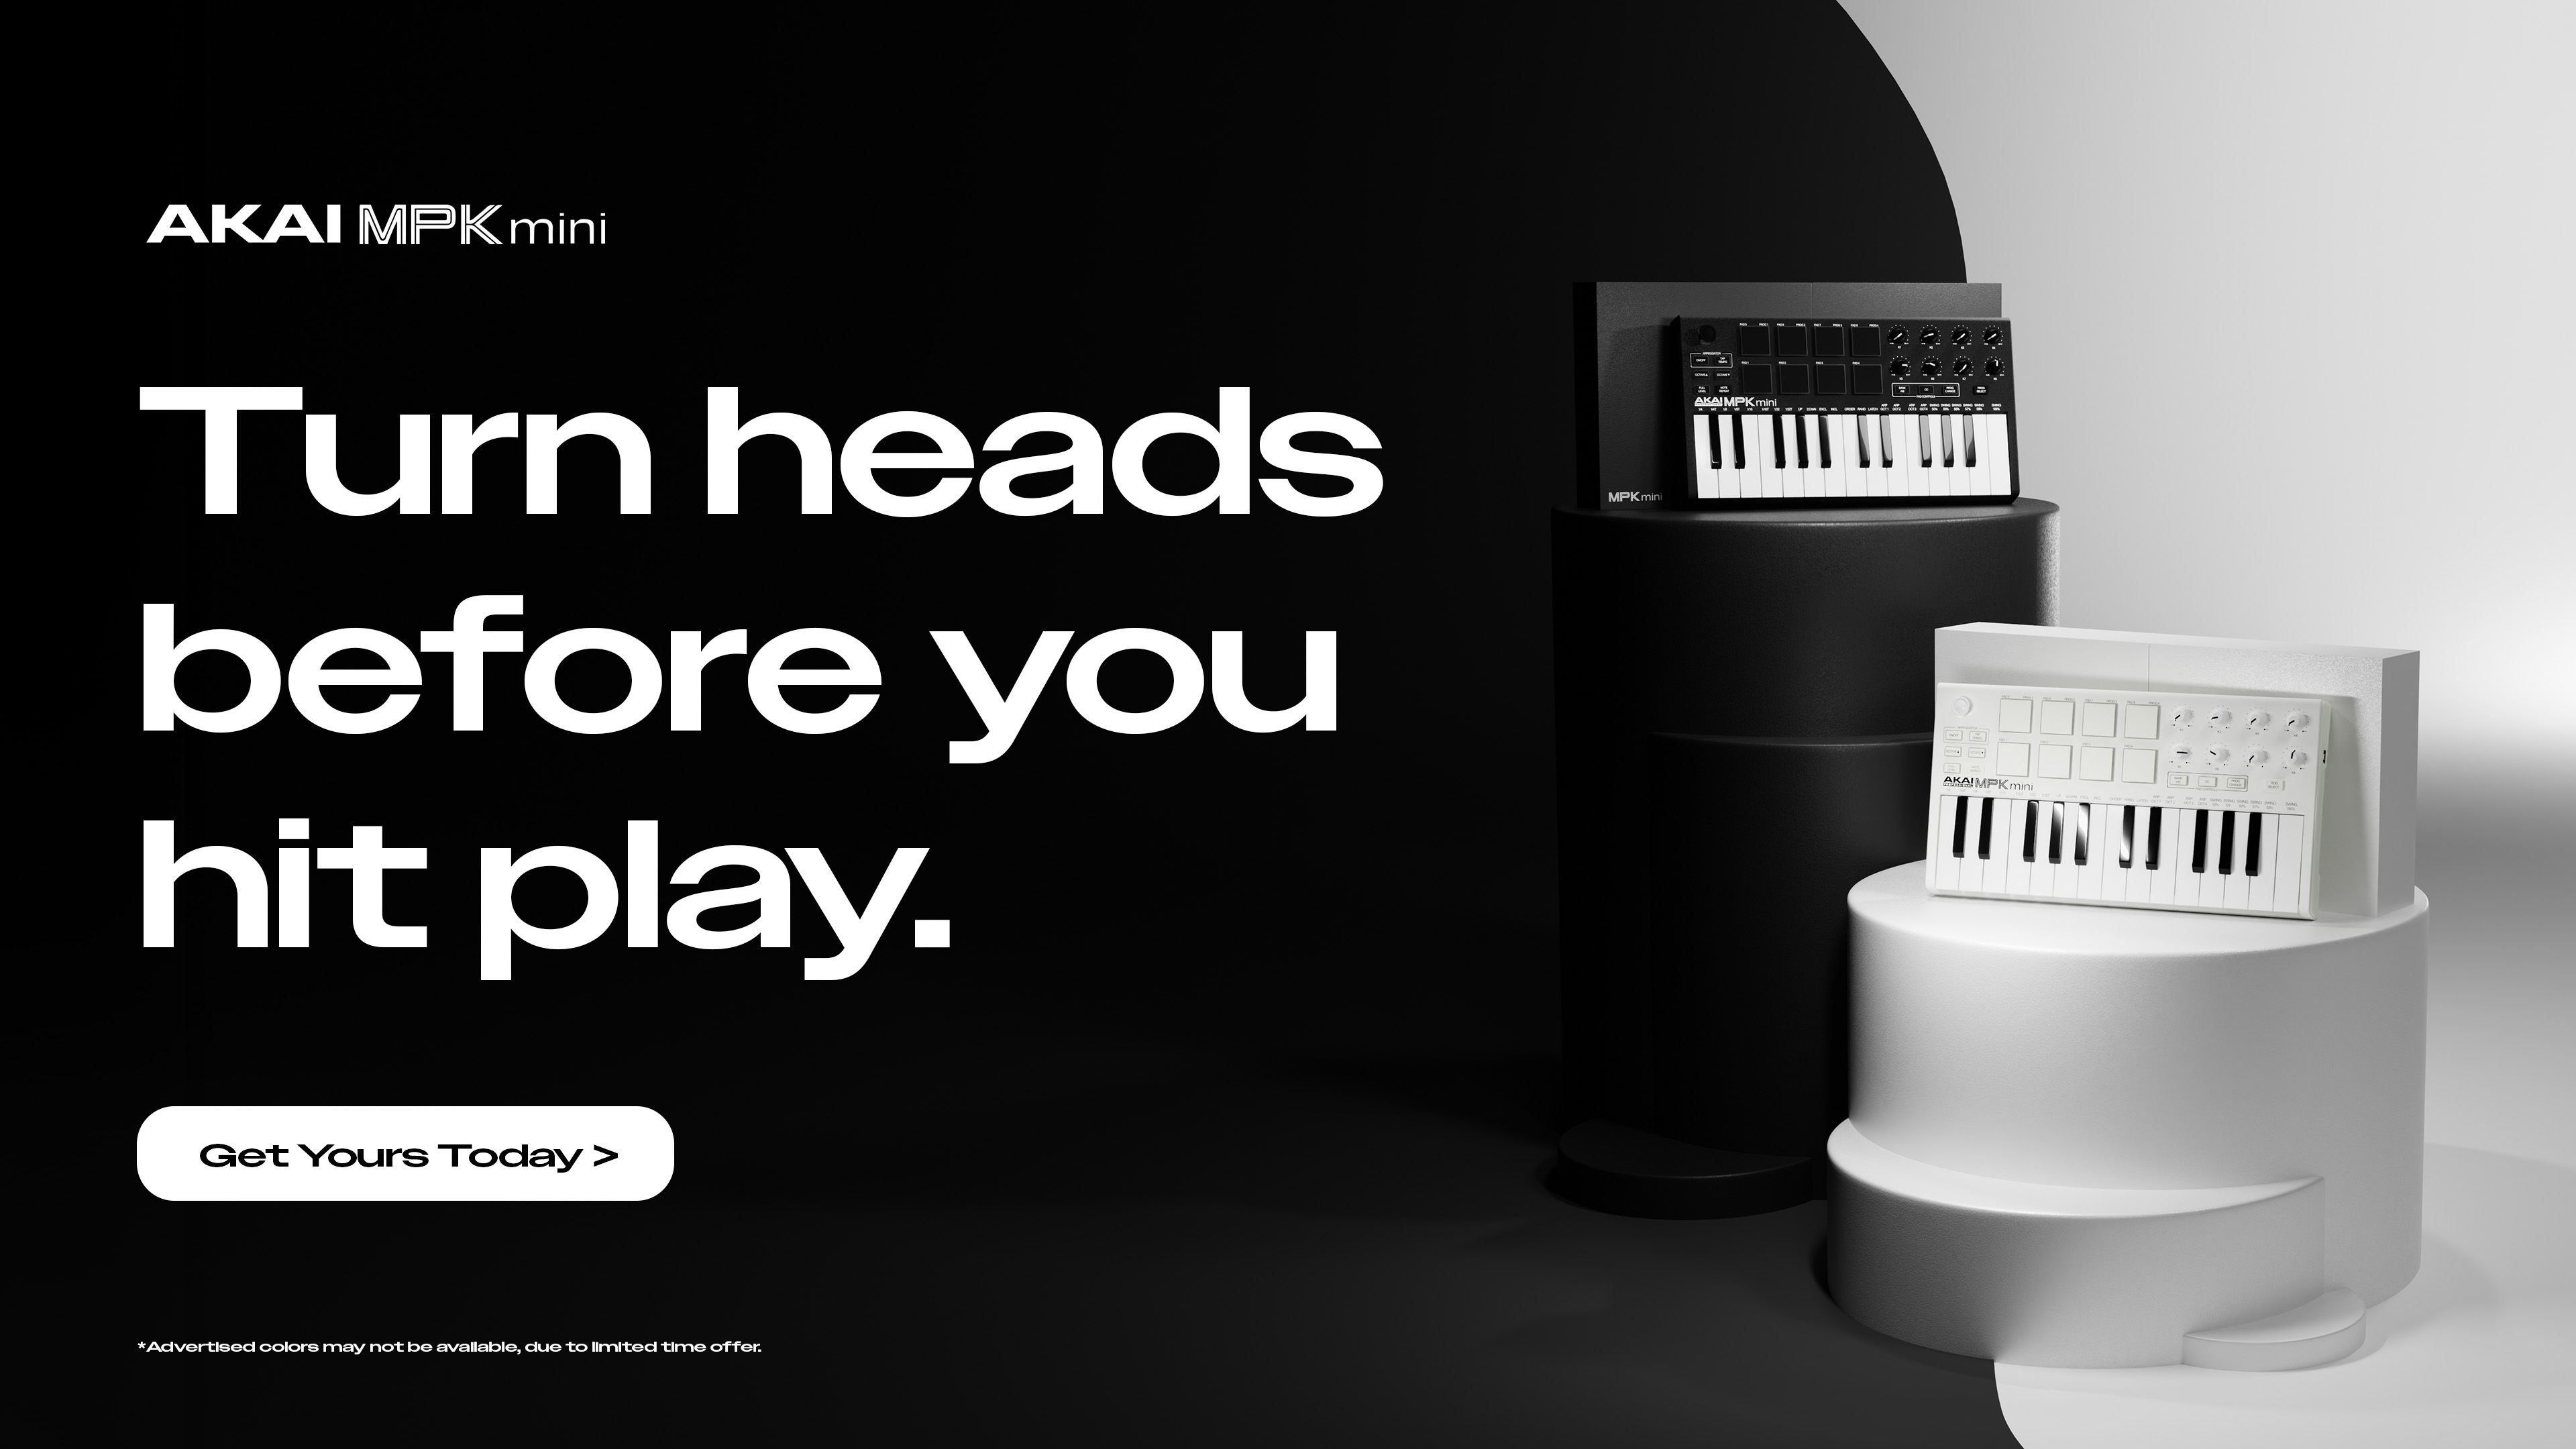 AKAI MPK mini
Turn heads
before you
hit play.
Get Yours Today >
*Advertised colors may not be available, due to limited time offer.
MPK mini
AKAI MPK mini
AKAI MPK mini